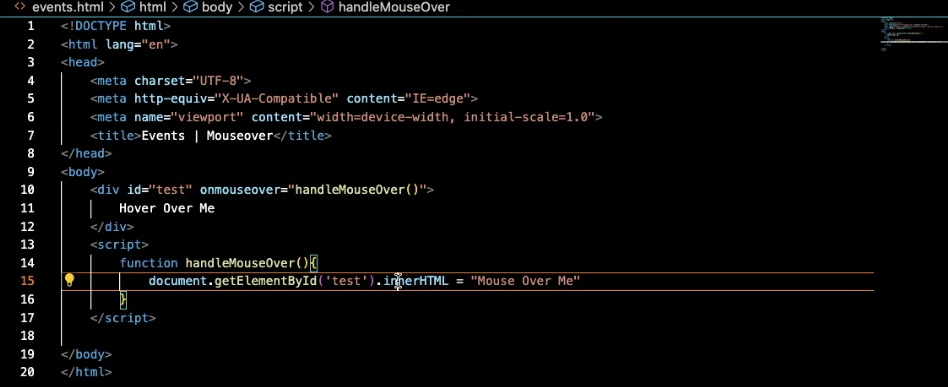 events.html > html > body > script > handleMouseOver
1 <!DOCTYPE html>
2 <html lang="en">
3 <head>
4 <meta charset="UTF-8">
5 <meta http-equiv="X-UA-Compatible" content="IE=edge">
6 <meta name="viewport" content="width=device-width, initial-scale=1.0">
7 <title>Events | Mouseover</title>
8 </head>
9 <body>
10 <div id="test" onmouseover="handleMouseOver()">
11 Hover Over Me
12 </div>
13 <script>
14 function handleMouseOver(){
15 document.getElementById('test').innerHTML = "Mouse Over Me"
16 }
17 </script>
18
19 </body>
20 </html>